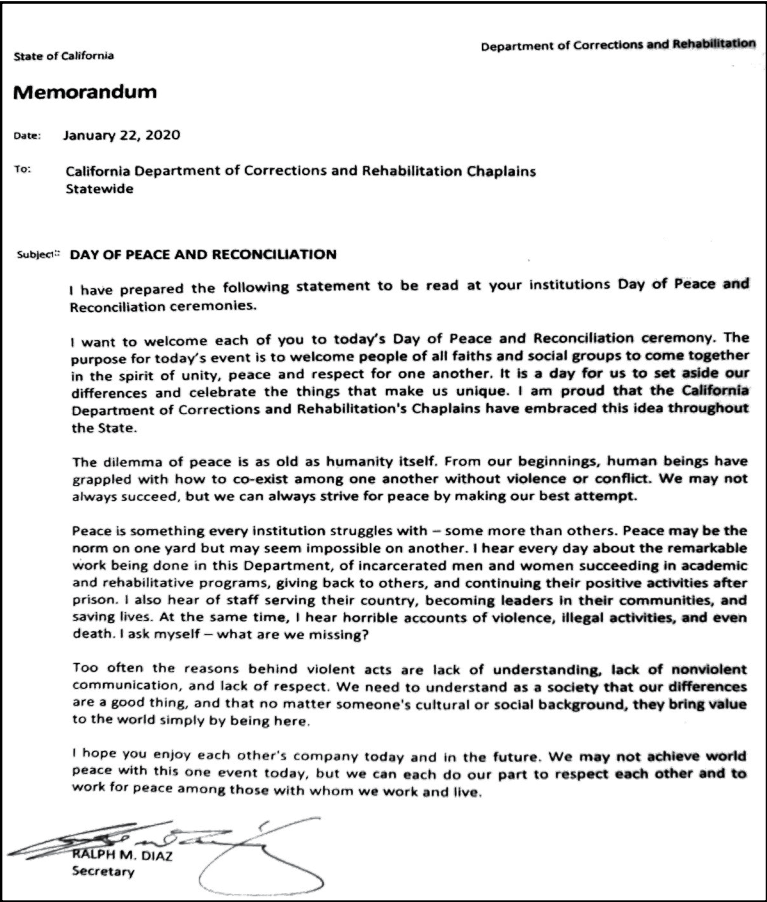 State of California
Department of Corrections and Rehabilitation
Memorandum
Date: January 22, 2020
To: California Department of Corrections and Rehabilitation Chaplains
Statewide
Subject: DAY OF PEACE AND RECONCILIATION
I have prepared the following statement to be read at your institutions Day of Peace and
Reconciliation ceremonies.
I want to welcome each of you to today's Day of Peace and Reconciliation ceremony. The
purpose for today's event is to welcome people of all faiths and social groups to come together
in the spirit of unity, peace and respect for one another. It is a day for us to set aside our
differences and celebrate the things that make us unique. I am proud that the California
Department of Corrections and Rehabilitation's Chaplains have embraced this idea throughout
the State.
The dilemma of peace is as old as humanity itself. From our beginnings, human beings have
grappled with how to co-exist among one another without violence or conflict. We may not
always succeed, but we can always strive for peace by making our best attempt.
Peace is something every institution struggles with – some more than others. Peace may be the
norm on one yard but may seem impossible on another. I hear every day about the remarkable
work being done in this Department, of incarcerated men and women succeeding in academic
and rehabilitative programs, giving back to others, and continuing their positive activities after
prison. I also hear of staff serving their country, becoming leaders in their communities, and
saving lives. At the same time, I hear horrible accounts of violence, illegal activities, and even
death. I ask myself – what are we missing?
Too often the reasons behind violent acts are lack of understanding, lack of nonviolent
communication, and lack of respect. We need to understand as a society that our differences
are a good thing, and that no matter someone's cultural or social background, they bring value
to the world simply by being here.
I hope you enjoy each other's company today and in the future. We may not achieve world
peace with this one event today, but we can each do our part to respect each other and to
work for peace among those with whom we work and live.
RALPH M. DIAZ
Secretary